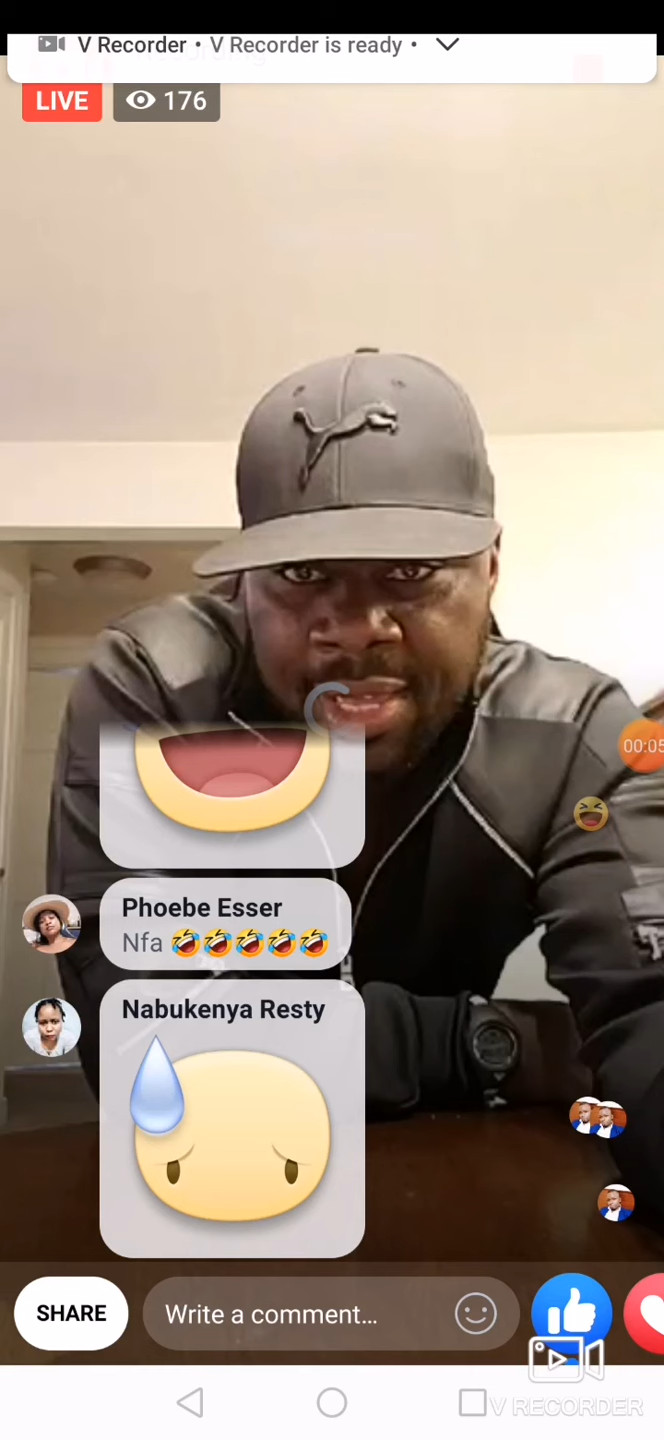 V Recorder • V Recorder is ready •
LIVE
176
00:05
Phoebe Esser
Nfa 🤣🤣🤣🤣🤣
Nabukenya Resty
SHARE
Write a comment...
V RECORDER